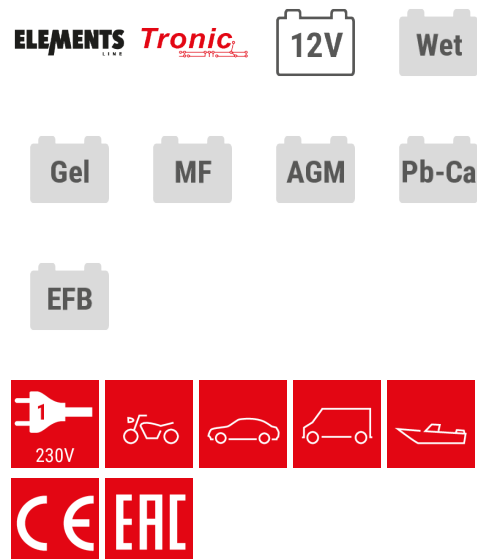 ELEMENTS Tronic 12V Wet
LINE
Gel MF AGM Pb-Ca
EFB
1
230V
CE EAC